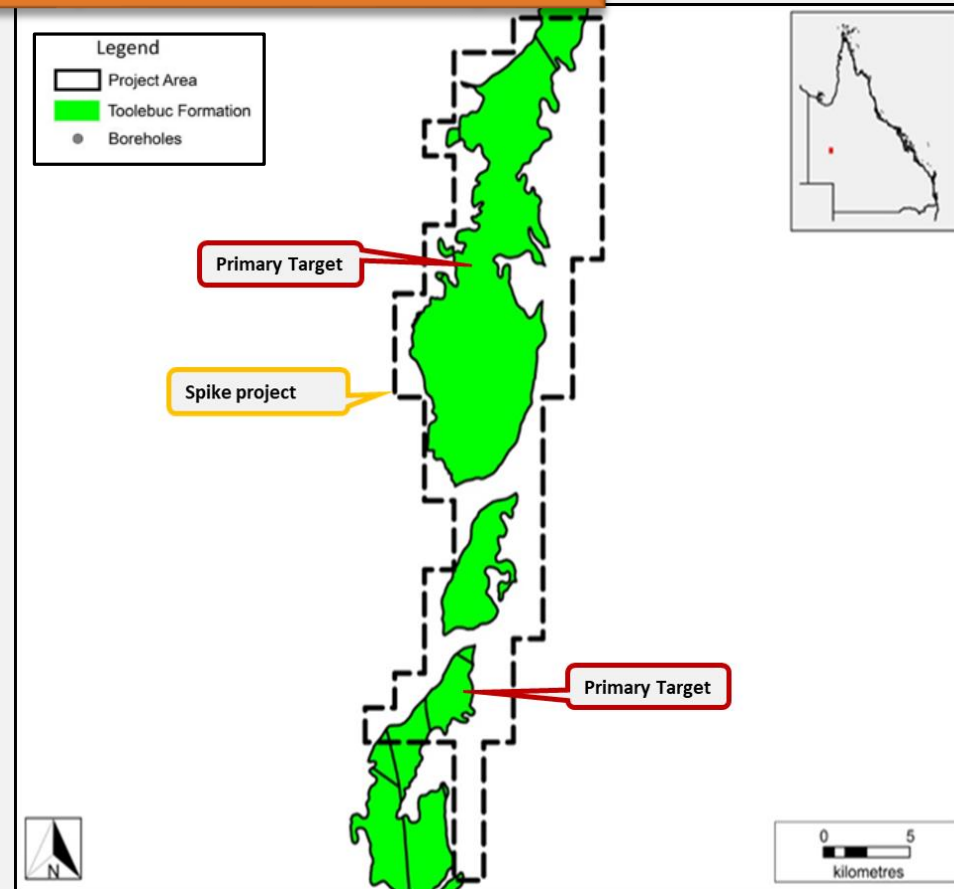 Legend
Project Area
Toolebuc Formation
Boreholes
Primary Target
Spike project
Primary Target
N
0 5
kilometres